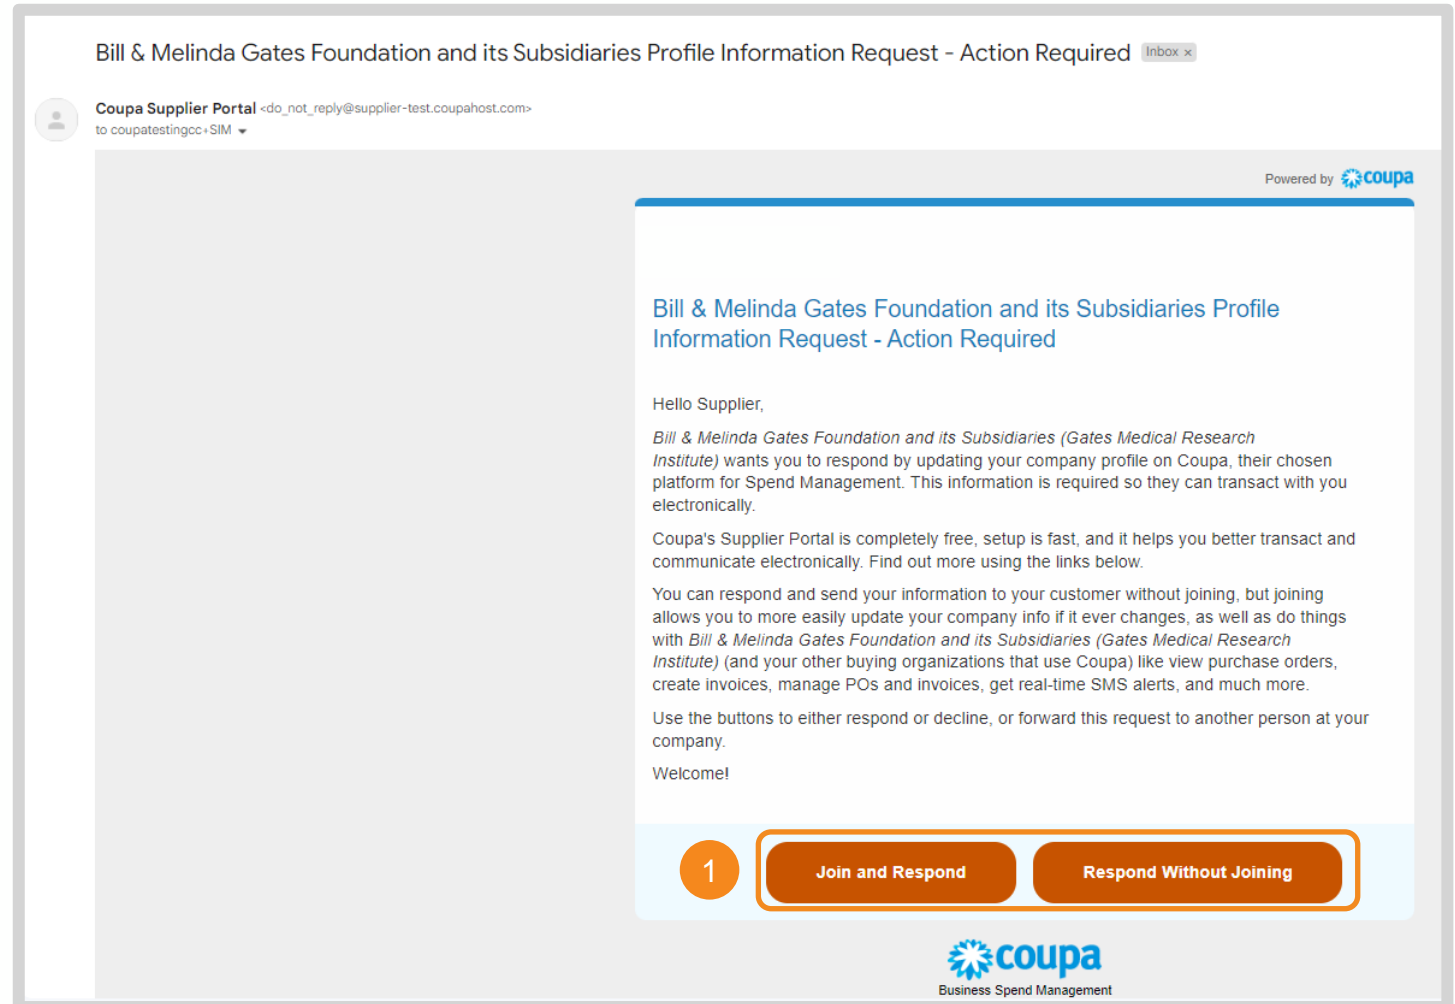 Bill & Melinda Gates Foundation and its Subsidiaries Profile Information Request - Action Required Inbox ×
Coupa Supplier Portal <do_not_reply@supplier-test.coupahost.com>
to coupatestingcc+SIM
Powered by coupa
Bill & Melinda Gates Foundation and its Subsidiaries Profile
Information Request - Action Required
Hello Supplier,
Bill & Melinda Gates Foundation and its Subsidiaries (Gates Medical Research
Institute) wants you to respond by updating your company profile on Coupa, their chosen
platform for Spend Management. This information is required so they can transact with you
electronically.
Coupa's Supplier Portal is completely free, setup is fast, and it helps you better transact and
communicate electronically. Find out more using the links below.
You can respond and send your information to your customer without joining, but joining
allows you to more easily update your company info if it ever changes, as well as do things
with Bill & Melinda Gates Foundation and its Subsidiaries (Gates Medical Research
Institute) (and your other buying organizations that use Coupa) like view purchase orders,
create invoices, manage POs and invoices, get real-time SMS alerts, and much more.
Use the buttons to either respond or decline, or forward this request to another person at your
company.
Welcome!
1 Join and Respond Respond Without Joining
coupa
Business Spend Management